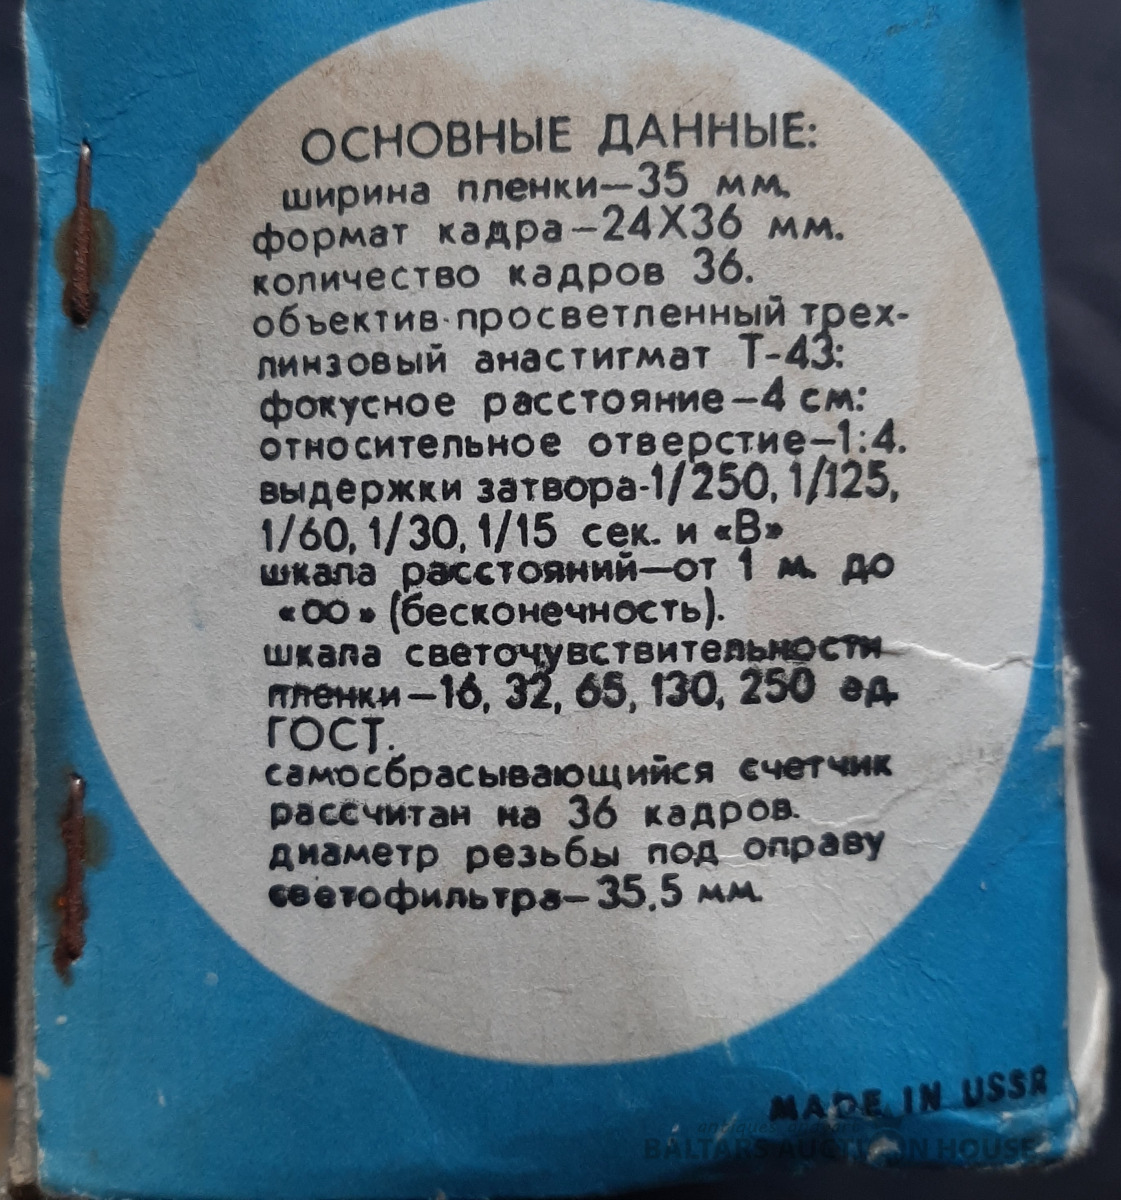 ОСНОВНЫЕ ДАННЫЕ:
ширина пленки—35 мм.
формат кадра—24Х36 мм.
количество кадров 36.
объектив-просветленный трех-
линзовый анастигмат Т-43:
фокусное расстояние—4 см:
относительное отверстие—1:4.
выдержки затвора-1/250, 1/125,
1/60, 1/30, 1/15 сек. и «В»
шкала расстояний—от 1 м. до
«∞» (бесконечность).
шкала светочувствительности
пленки—16, 32, 65, 130, 250 ед.
ГОСТ.
самосбрасывающийся счетчик
рассчитан на 36 кадров.
диаметр резьбы под оправу
светофильтра—35,5 мм.
MADE IN USSR
BALTARS AUCTION HOUSE